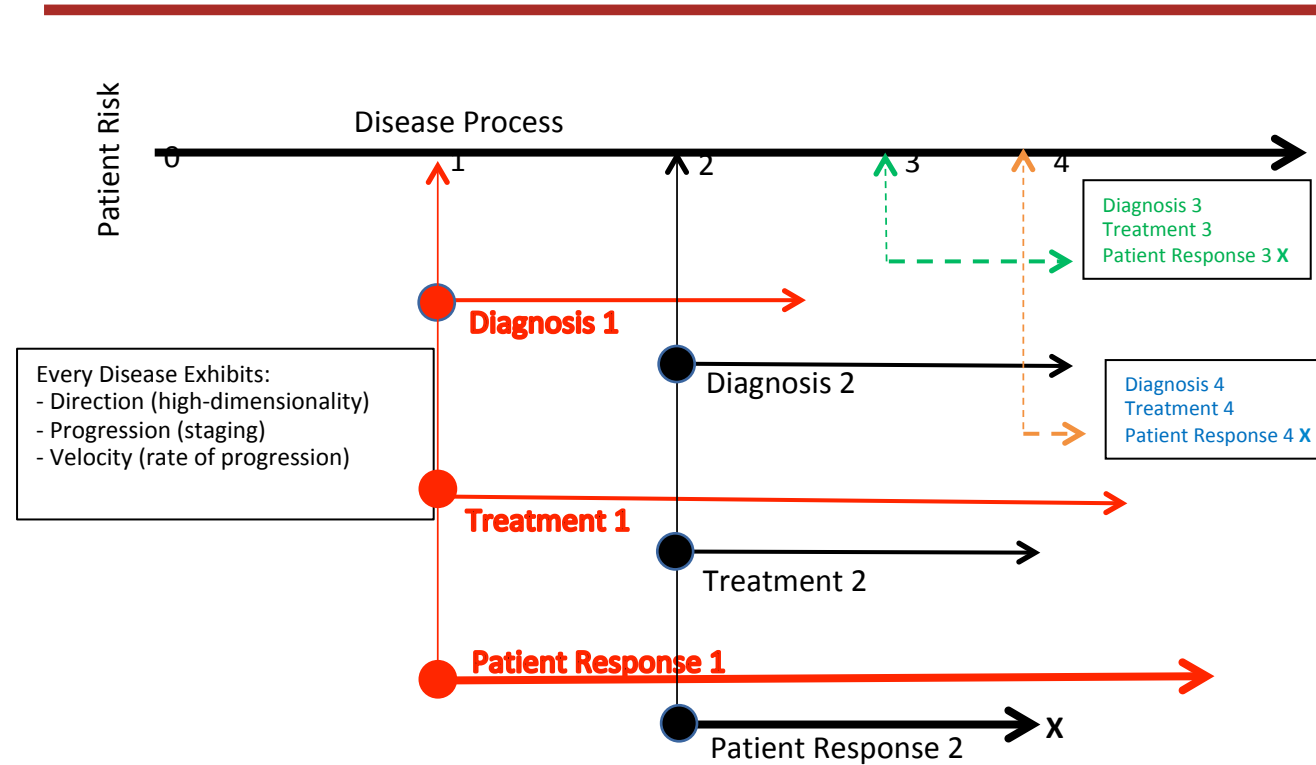 Patient Risk
Disease Process
0
1
2
3
4
Diagnosis 3
Treatment 3
Patient Response 3 X
Diagnosis 1
Every Disease Exhibits:
- Direction (high-dimensionality)
- Progression (staging)
- Velocity (rate of progression)
Diagnosis 2
Diagnosis 4
Treatment 4
Patient Response 4 X
Treatment 1
Treatment 2
Patient Response 1
X
Patient Response 2